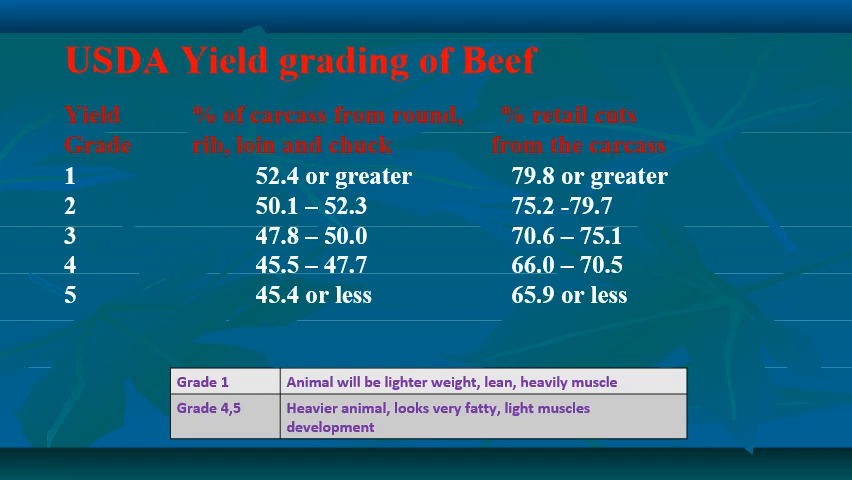 USDA Yield grading of Beef
Yield % of carcass from round, % retail cuts
Grade rib, loin and chuck from the carcass
1 52.4 or greater 79.8 or greater
2 50.1 – 52.3 75.2 -79.7
3 47.8 – 50.0 70.6 – 75.1
4 45.5 – 47.7 66.0 – 70.5
5 45.4 or less 65.9 or less
Grade 1 Animal will be lighter weight, lean, heavily muscle
Grade 4,5 Heavier animal, looks very fatty, light muscles
development